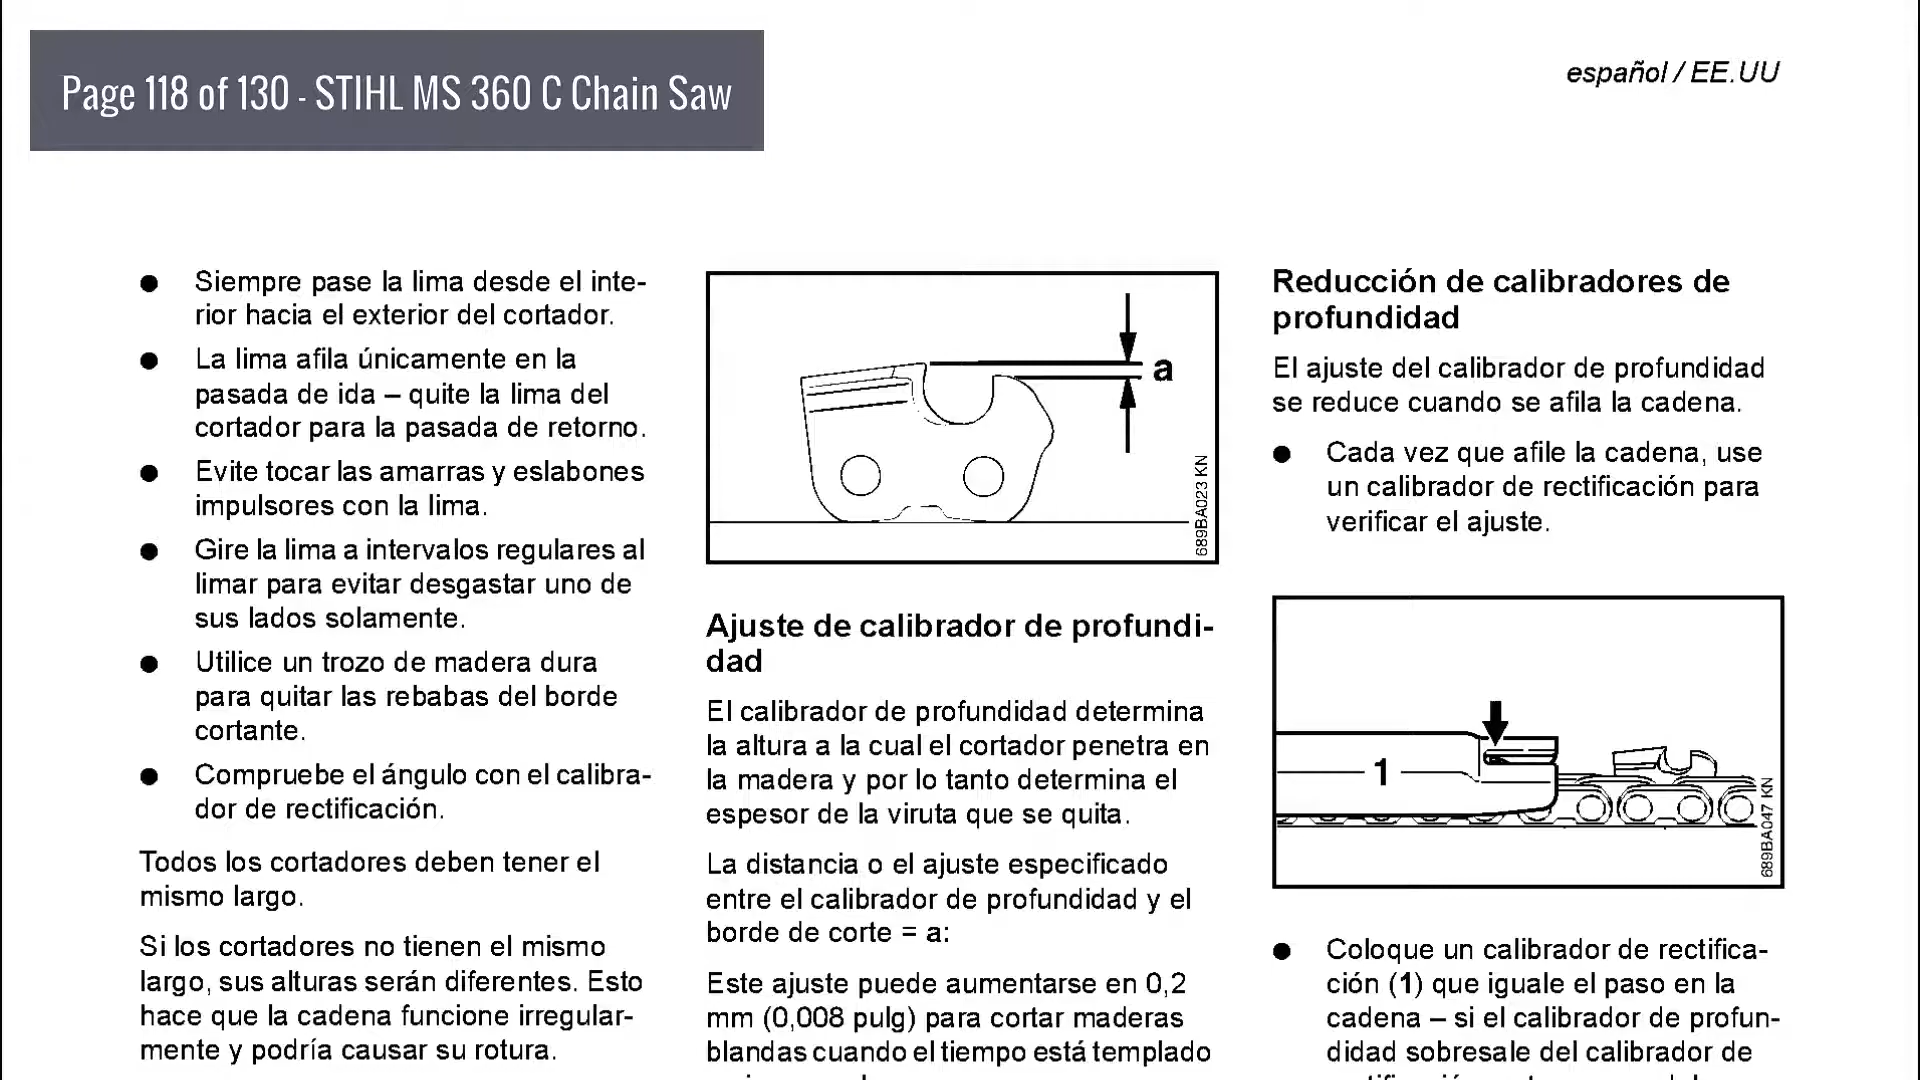 Page 118 of 130 - STIHL MS 360 C Chain Saw
español / EE.UU
Siempre pase la lima desde el inte-
rior hacia el exterior del cortador.
La lima afila únicamente en la
pasada de ida – quite la lima del
cortador para la pasada de retorno.
Evite tocar las amarras y eslabones
impulsores con la lima.
Gire la lima a intervalos regulares al
limar para evitar desgastar uno de
sus lados solamente.
Utilice un trozo de madera dura
para quitar las rebabas del borde
cortante.
Compruebe el ángulo con el calibra-
dor de rectificación.
Todos los cortadores deben tener el
mismo largo.
Si los cortadores no tienen el mismo
largo, sus alturas serán diferentes. Esto
hace que la cadena funcione irregular-
mente y podría causar su rotura.
a
689BA023 KN
Ajuste de calibrador de profundi-
dad
El calibrador de profundidad determina
la altura a la cual el cortador penetra en
la madera y por lo tanto determina el
espesor de la viruta que se quita.
La distancia o el ajuste especificado
entre el calibrador de profundidad y el
borde de corte = a:
Este ajuste puede aumentarse en 0,2
mm (0,008 pulg) para cortar maderas
blandas cuando el tiempo está templado
Reducción de calibradores de
profundidad
El ajuste del calibrador de profundidad
se reduce cuando se afila la cadena.
Cada vez que afile la cadena, use
un calibrador de rectificación para
verificar el ajuste.
1
689BA047 KN
Coloque un calibrador de rectifica-
ción (1) que iguale el paso en la
cadena – si el calibrador de profun-
didad sobresale del calibrador de